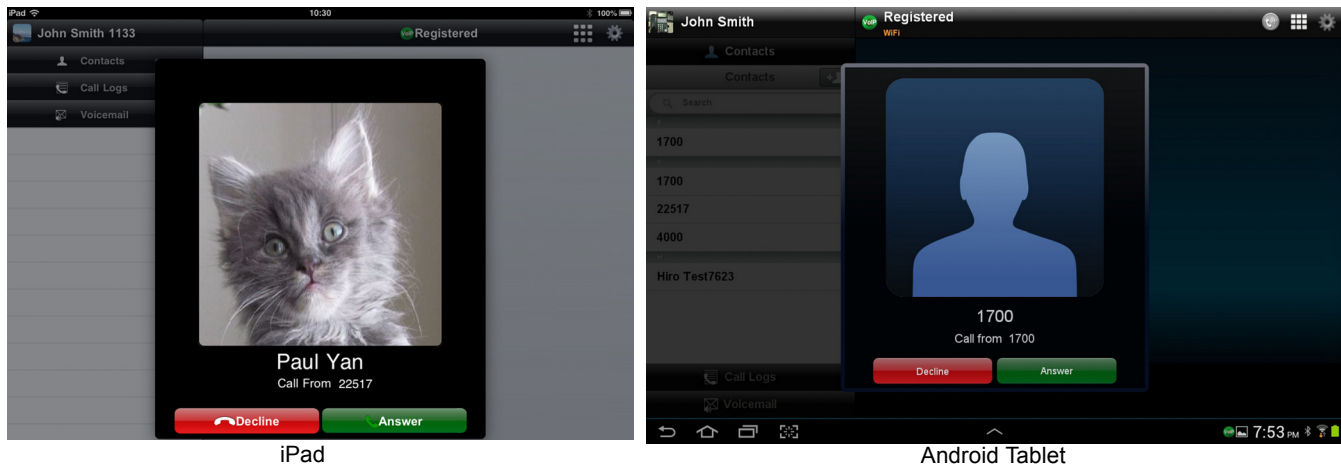 iPad
10:30
100%
John Smith 1133
VoIP
Registered
Contacts
Call Logs
Voicemail
Paul Yan
Call From 22517
Decline
Answer
iPad
John Smith
VoIP
Registered
WiFi
Contacts
Contacts
Search
1700
1700
22517
4000
Hiro Test7623
Call Logs
Voicemail
1700
Call from 1700
Decline
Answer
7:53 PM
Android Tablet